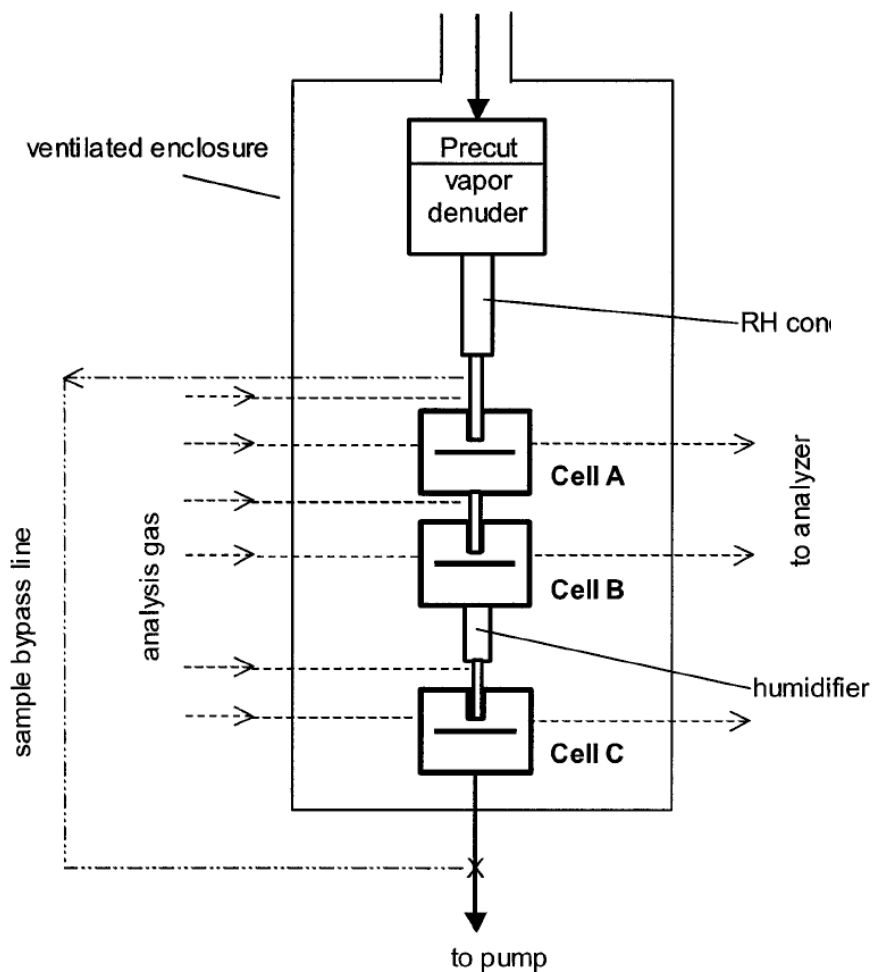 Precut
vapor
denuder
ventilated enclosure
RH con
Cell A
Cell B
Cell C
humidifier
to analyzer
analysis gas
sample bypass line
to pump